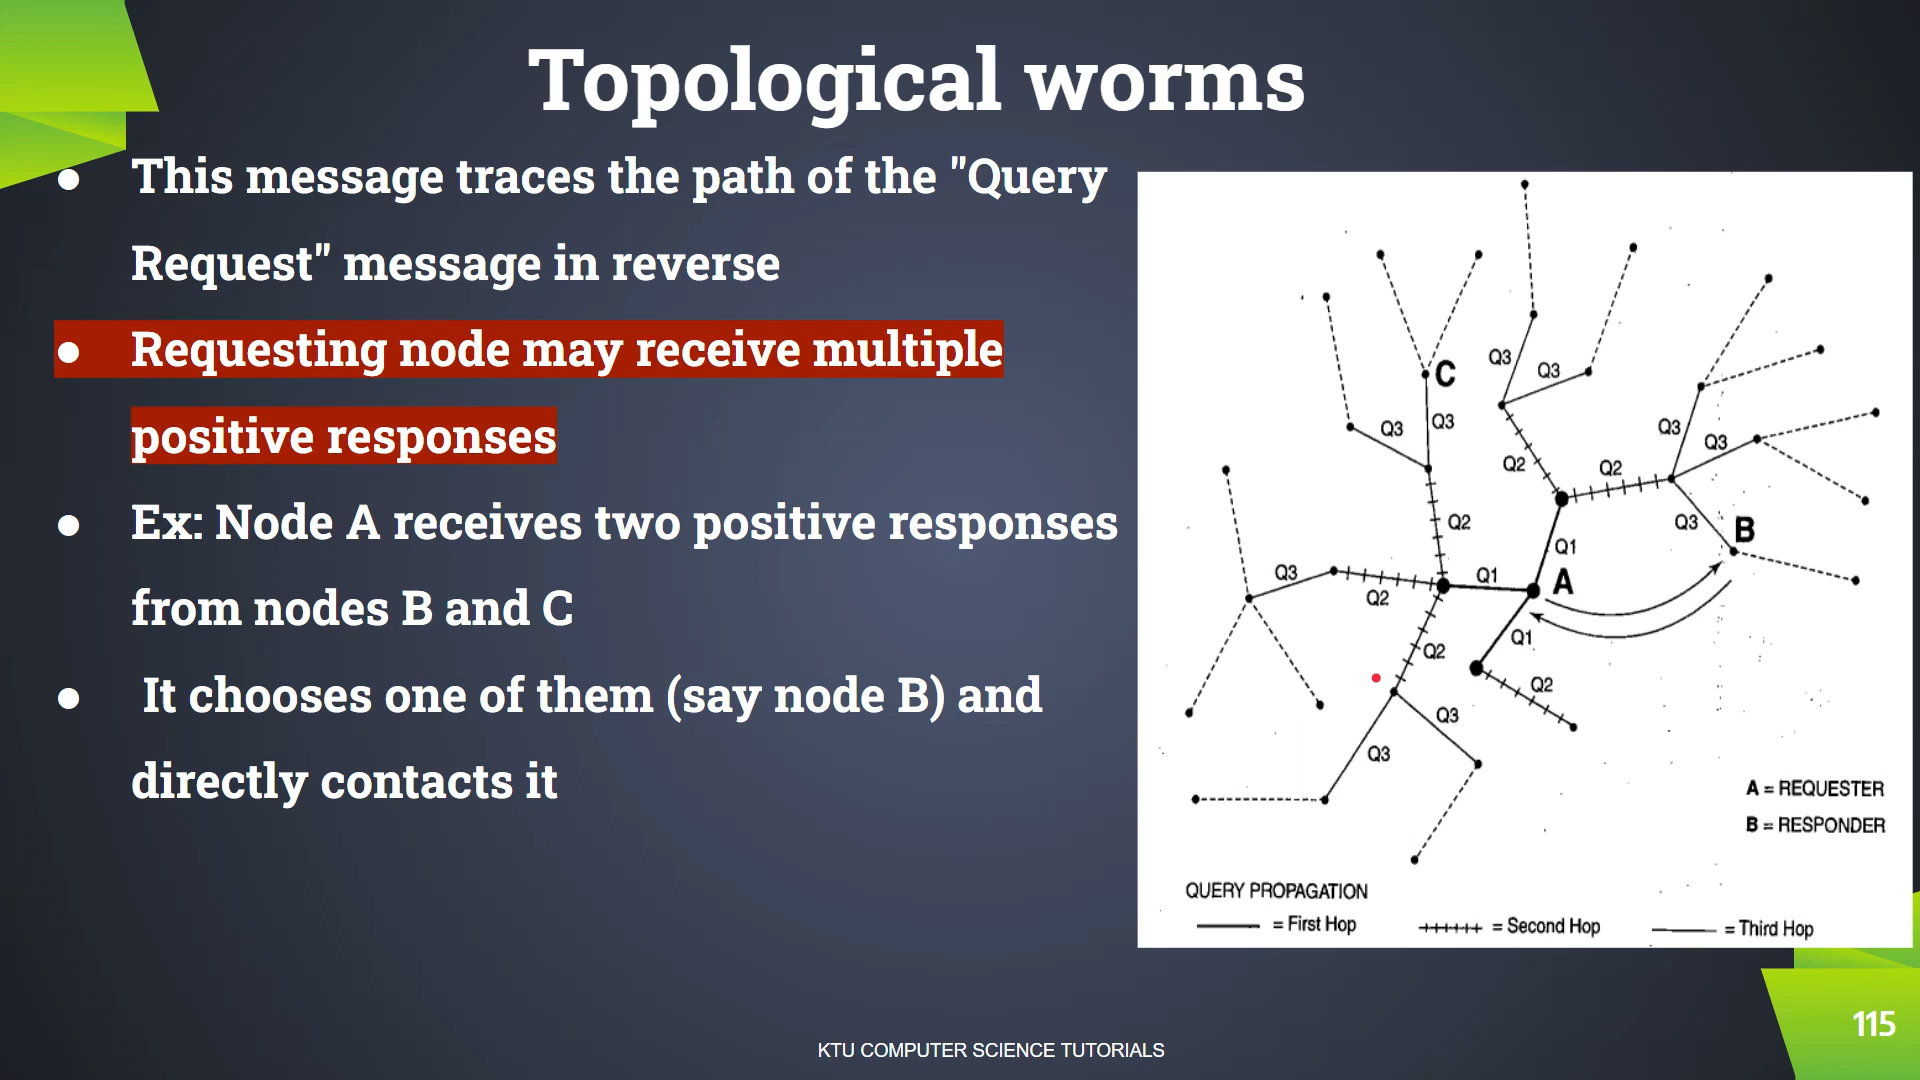 Topological worms
● This message traces the path of the "Query
Request" message in reverse
● Requesting node may receive multiple
positive responses
● Ex: Node A receives two positive responses
from nodes B and C
● It chooses one of them (say node B) and
directly contacts it
C
Q3
Q3
Q3
Q3
Q3
Q3
Q2
Q2
Q2
Q3
B
Q1
Q3
Q2
Q1
A
Q1
Q2
Q2
Q3
Q3
A = REQUESTER
B = RESPONDER
QUERY PROPAGATION
= First Hop
= Second Hop
= Third Hop
115
KTU COMPUTER SCIENCE TUTORIALS